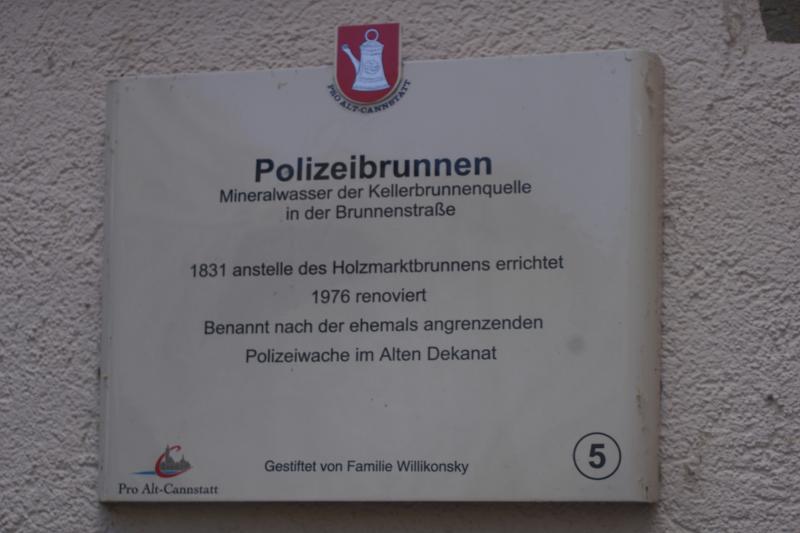 PRO ALT-CANNSTATT
Polizeibrunnen
Mineralwasser der Kellerbrunnenquelle
in der Brunnenstraße
1831 anstelle des Holzmarktbrunnens errichtet
1976 renoviert
Benannt nach der ehemals angrenzenden
Polizeiwache im Alten Dekanat
5
Gestiftet von Familie Willikonsky
Pro Alt-Cannstatt